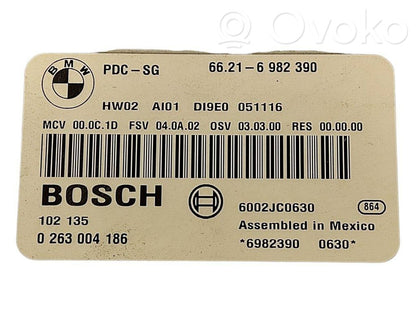 Ovoko
BMW
PDC-SG 66.21-6 982 390
HW02 AI01 DI9E0 051116
MCV 00.0C.1D FSV 04.0A.02 OSV 03.03.00 RES 00.00.00
BOSCH
6002JC0630 864
102 135 Assembled in Mexico
0 263 004 186 *6982390 0630*